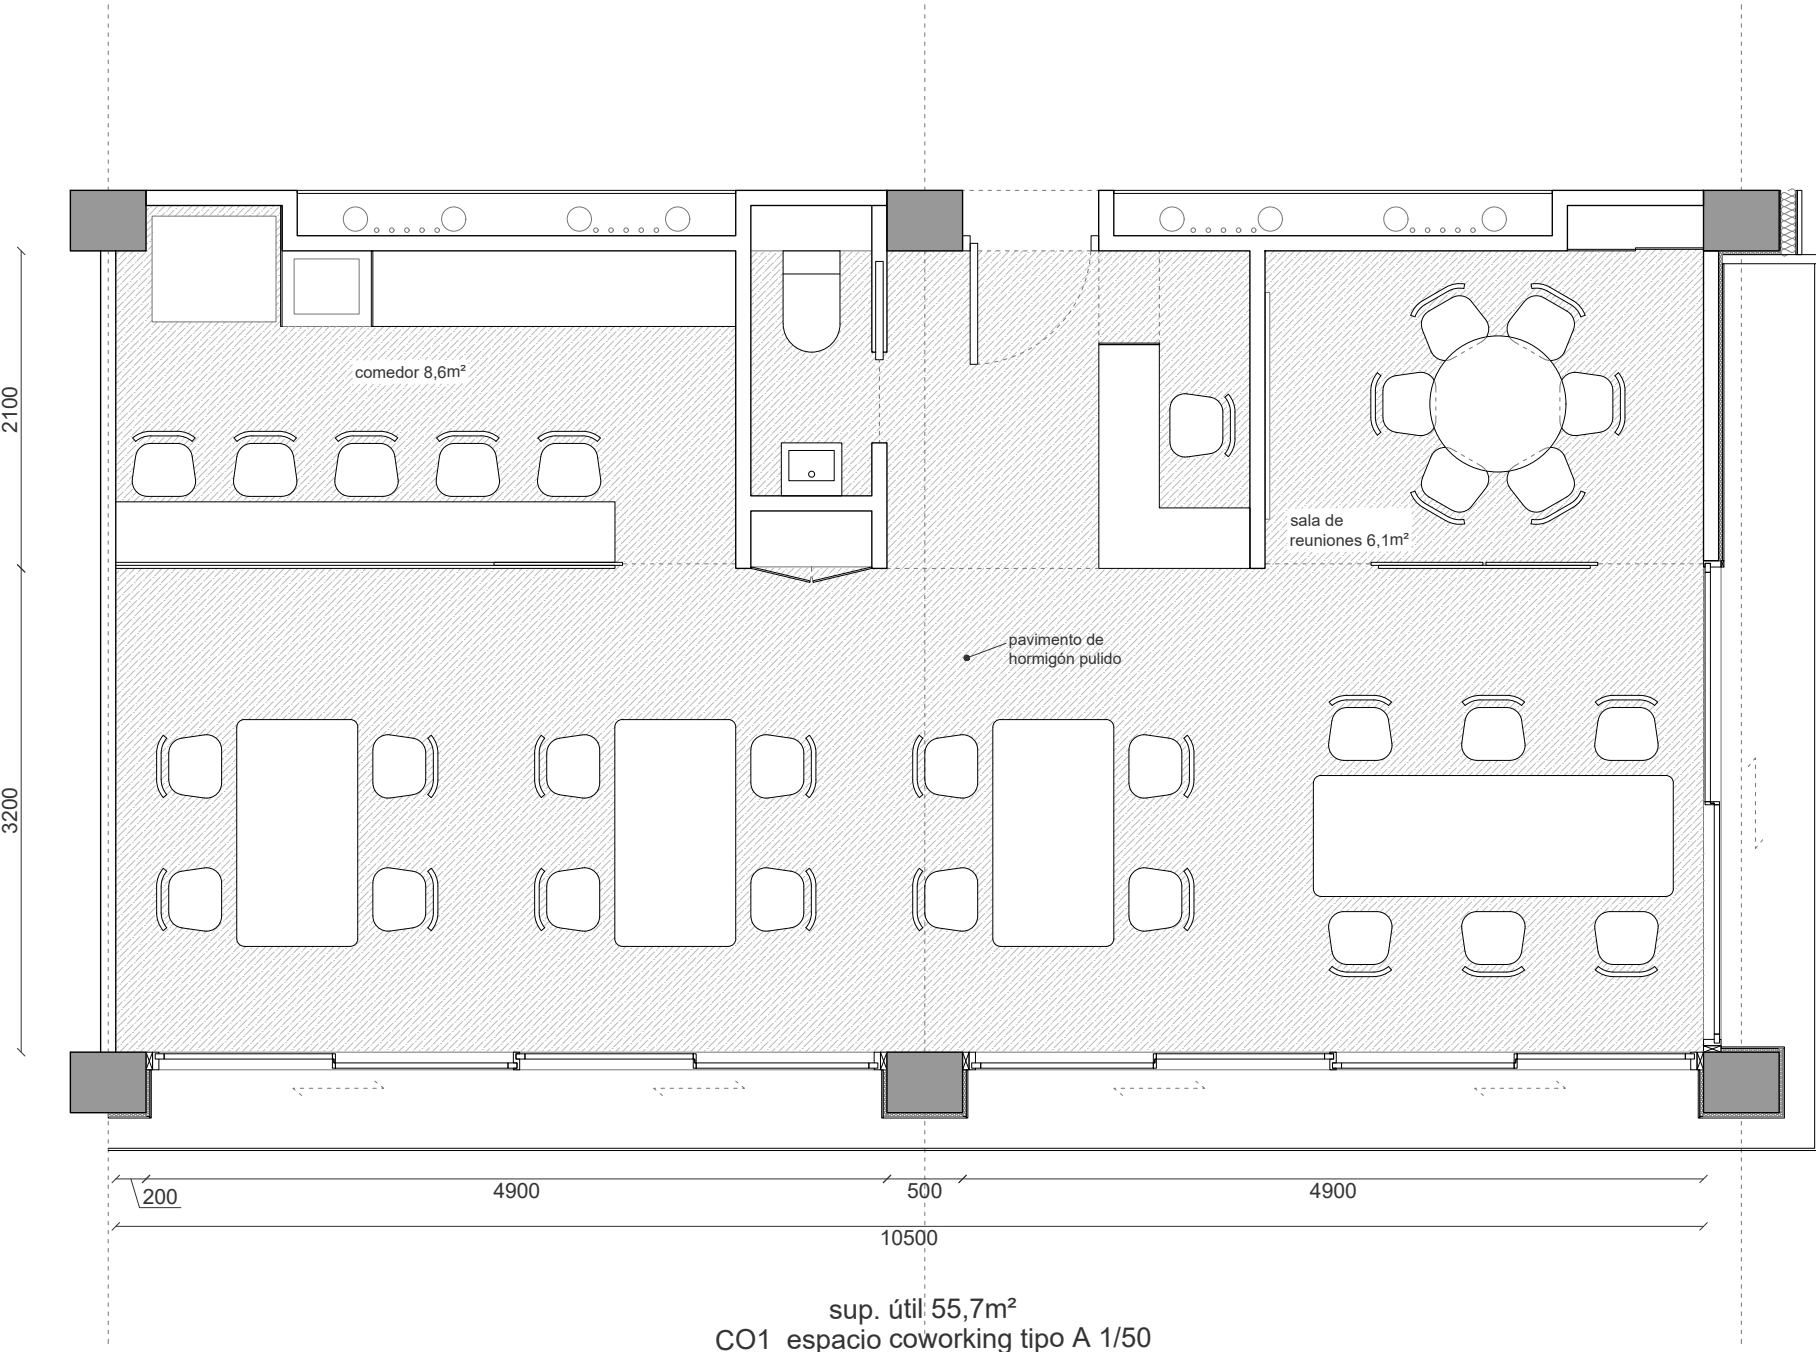 comedor 8,6m²
2100
sala de
reuniones 6,1m²
pavimento de
hormigón pulido
3200
200
4900
500
4900
10500
sup. útil 55,7m²
CO1 espacio coworking tipo A 1/50